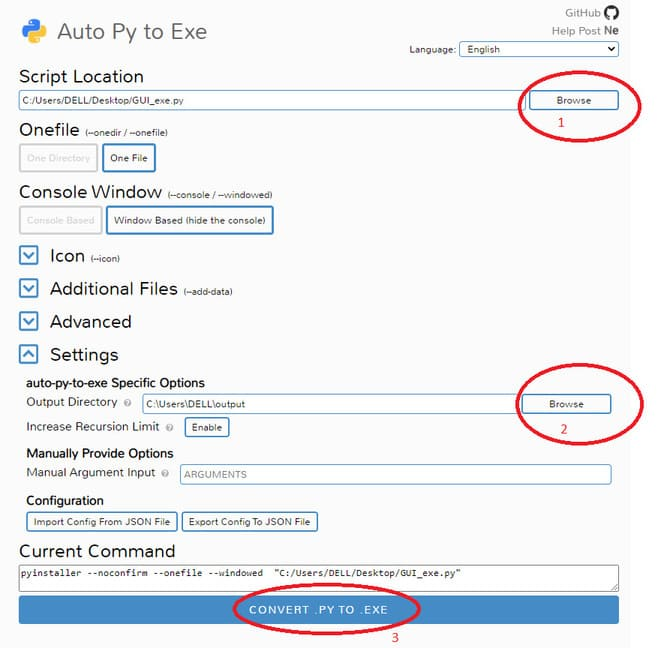 GitHub
Auto Py to Exe
Help Post Ne
Language: English
Script Location
C:/Users/DELL/Desktop/GUI_exe.py Browse
1
Onefile (--onedir / --onefile)
One Directory One File
Console Window (--console / --windowed)
Console Based Window Based (hide the console)
Icon (--icon)
Additional Files (--add-data)
Advanced
Settings
auto-py-to-exe Specific Options
Output Directory ? C:\Users\DELL\output Browse
2
Increase Recursion Limit ? Enable
Manually Provide Options
Manual Argument Input ? ARGUMENTS
Configuration
Import Config From JSON File Export Config To JSON File
Current Command
pyinstaller --noconfirm --onefile --windowed  "C:/Users/DELL/Desktop/GUI_exe.py"
CONVERT .PY TO .EXE
3